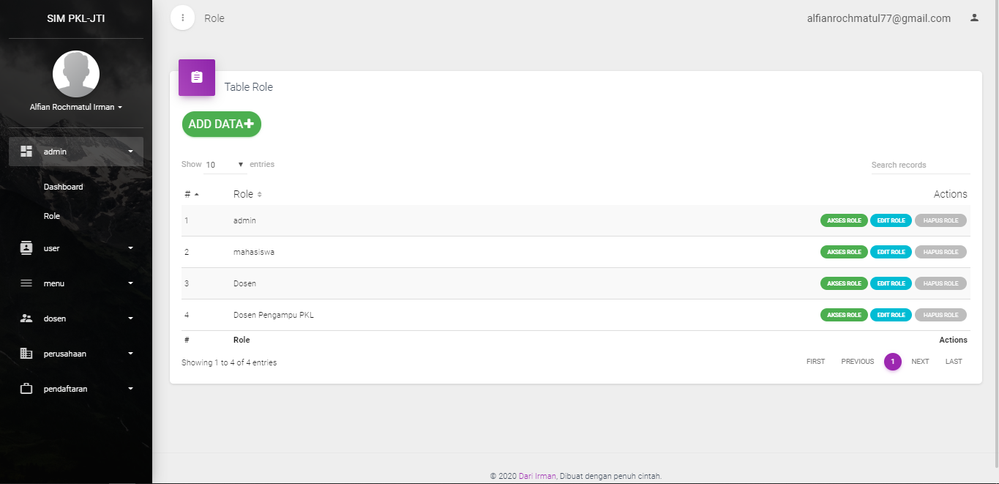 SIM PKL-JTI
Alfian Rochmatul Irman
admin
Dashboard
Role
user
menu
dosen
perusahaan
pendaftaran
Role
alfianrochmatul77@gmail.com
Table Role
ADD DATA
Show 10 entries
Search records
# Role Actions
1 admin AKSES ROLE EDIT ROLE HAPUS ROLE
2 mahasiswa AKSES ROLE EDIT ROLE HAPUS ROLE
3 Dosen AKSES ROLE EDIT ROLE HAPUS ROLE
4 Dosen Pengampu PKL AKSES ROLE EDIT ROLE HAPUS ROLE
# Role Actions
Showing 1 to 4 of 4 entries
FIRST PREVIOUS 1 NEXT LAST
© 2020 Dari Irman, Dibuat dengan penuh cintah.